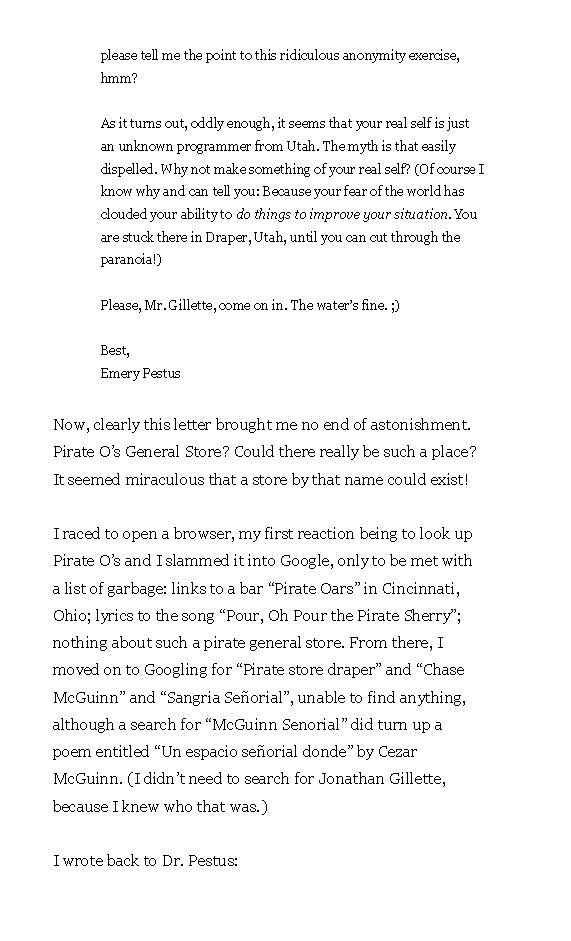 please tell me the point to this ridiculous anonymity exercise,
hmm?
As it turns out, oddly enough, it seems that your real self is just
an unknown programmer from Utah. The myth is that easily
dispelled. Why not make something of your real self? (Of course I
know why and can tell you: Because your fear of the world has
clouded your ability to do things to improve your situation. You
are stuck there in Draper, Utah, until you can cut through the
paranoia!)
Please, Mr. Gillette, come on in. The water’s fine. ;)
Best,
Emery Pestus
Now, clearly this letter brought me no end of astonishment.
Pirate O’s General Store? Could there really be such a place?
It seemed miraculous that a store by that name could exist!
I raced to open a browser, my first reaction being to look up
Pirate O’s and I slammed it into Google, only to be met with
a list of garbage: links to a bar “Pirate Oars” in Cincinnati,
Ohio; lyrics to the song “Pour, Oh Pour the Pirate Sherry”;
nothing about such a pirate general store. From there, I
moved on to Googling for “Pirate store draper” and “Chase
McGuinn” and “Sangria Señorial”, unable to find anything,
although a search for “McGuinn Senorial” did turn up a
poem entitled “Un espacio señorial donde” by Cezar
McGuinn. (I didn’t need to search for Jonathan Gillette,
because I knew who that was.)
I wrote back to Dr. Pestus: